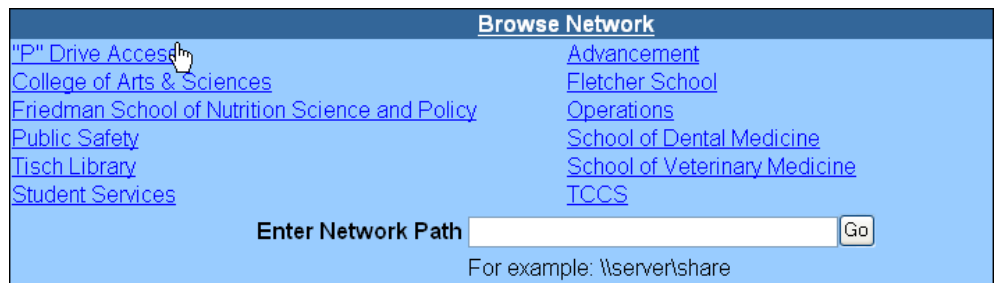 Browse Network
"P" Drive Access
Advancement
College of Arts & Sciences
Fletcher School
Friedman School of Nutrition Science and Policy
Operations
Public Safety
School of Dental Medicine
Tisch Library
School of Veterinary Medicine
Student Services
TCCS
Enter Network Path
Go
For example: \\server\share